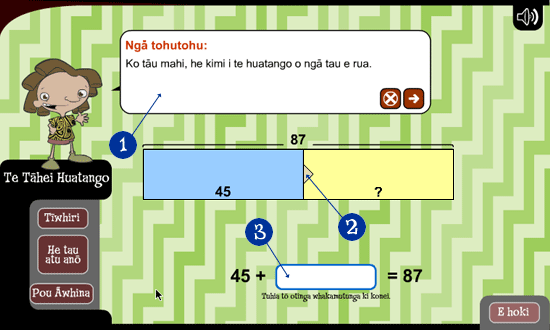 Ngā tohutohu:
Ko tāu mahi, he kimi i te huatango o ngā tau e rua.
1
87
Te Tāhei Huatango
45
?
Tīwhiri
He tau
atu anō
Pou Āwhina
3
2
45 + = 87
Tuhia tō otinga whakamutunga ki konei.
E hoki